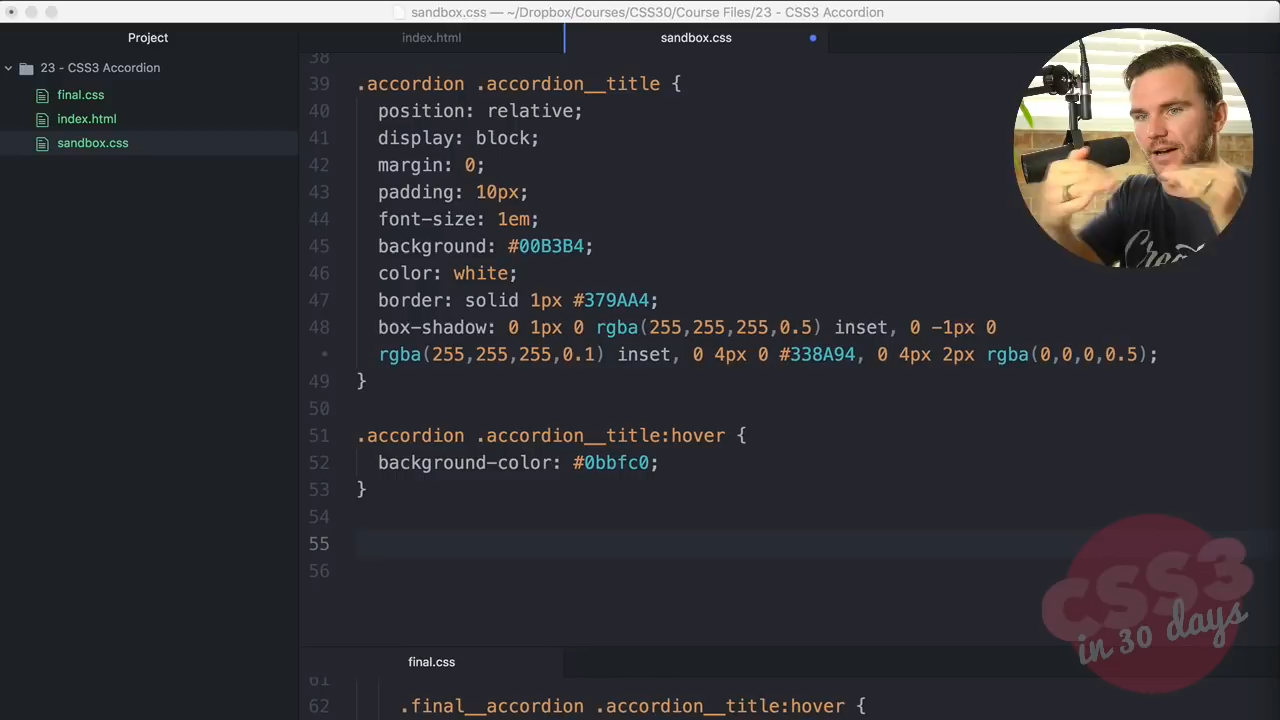 sandbox.css — ~/Dropbox/Courses/CSS30/Course Files/23 - CSS3 Accordion
Project
index.html
sandbox.css
23 - CSS3 Accordion
final.css
index.html
sandbox.css
38
39 .accordion .accordion__title {
40 position: relative;
41 display: block;
42 margin: 0;
43 padding: 10px;
44 font-size: 1em;
45 background: #00B3B4;
46 color: white;
47 border: solid 1px #379AA4;
48 box-shadow: 0 1px 0 rgba(255,255,255,0.5) inset, 0 -1px 0
rgba(255,255,255,0.1) inset, 0 4px 0 #338A94, 0 4px 2px rgba(0,0,0,0.5);
49 }
50
51 .accordion .accordion__title:hover {
52 background-color: #0bbfc0;
53 }
54
55
56
CSS3
in 30 days
final.css
61
62 .final__accordion .accordion__title:hover {